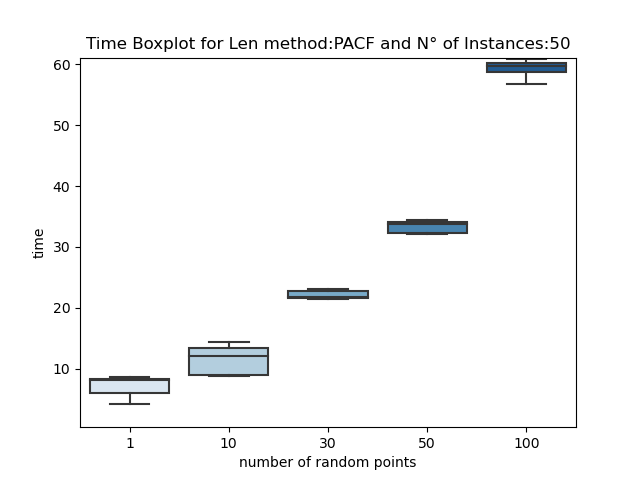 Time Boxplot for Len method:PACF and N° of Instances:50
60
50
40
30
20
10
time
1 10 30 50 100
number of random points